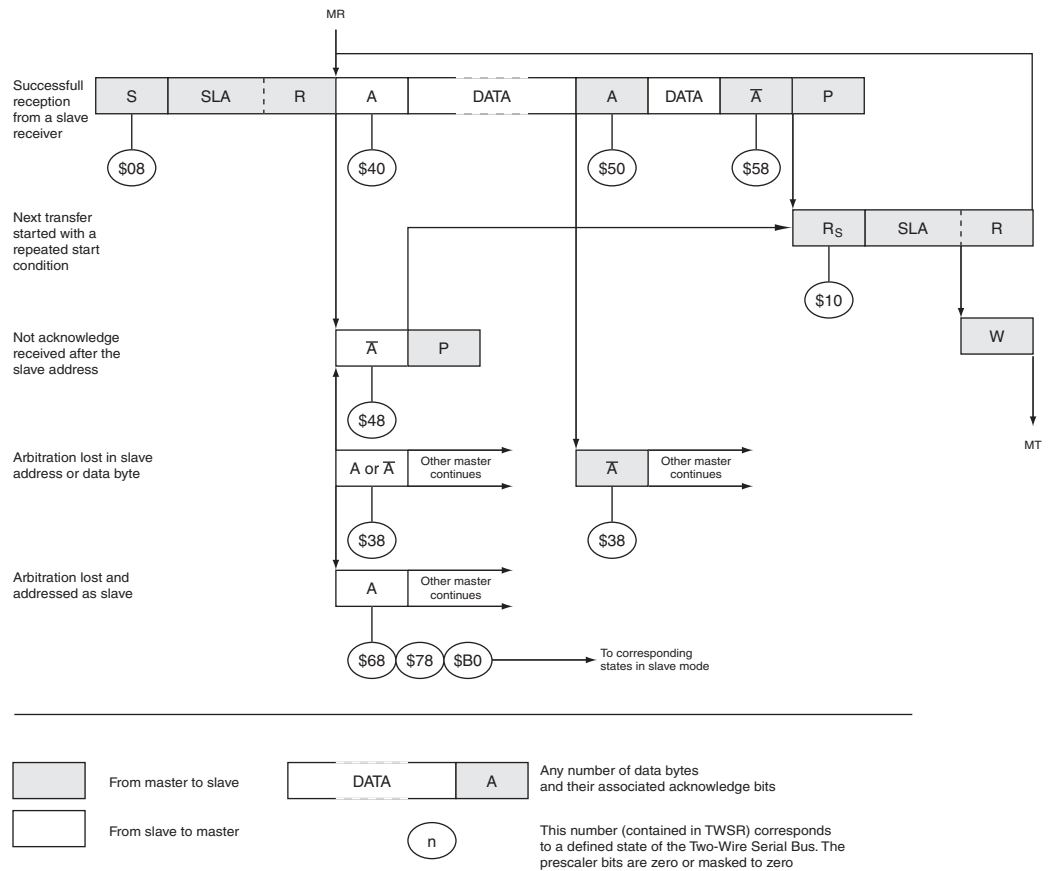 MR
Successfull
reception
from a slave
receiver
S SLA R A DATA A DATA A̅ P
$08 $40 $50 $58
Next transfer
started with a
repeated start
condition
RS SLA R
$10
Not acknowledge
received after the
slave address
A̅ P
W
$48
MT
Arbitration lost in slave
address or data byte
A or A̅
Other master
continues
A̅
Other master
continues
$38 $38
Arbitration lost and
addressed as slave
A
Other master
continues
$68 $78 $B0
To corresponding
states in slave mode
From master to slave
DATA A
Any number of data bytes
and their associated acknowledge bits
From slave to master
n
This number (contained in TWSR) corresponds
to a defined state of the Two-Wire Serial Bus. The
prescaler bits are zero or masked to zero